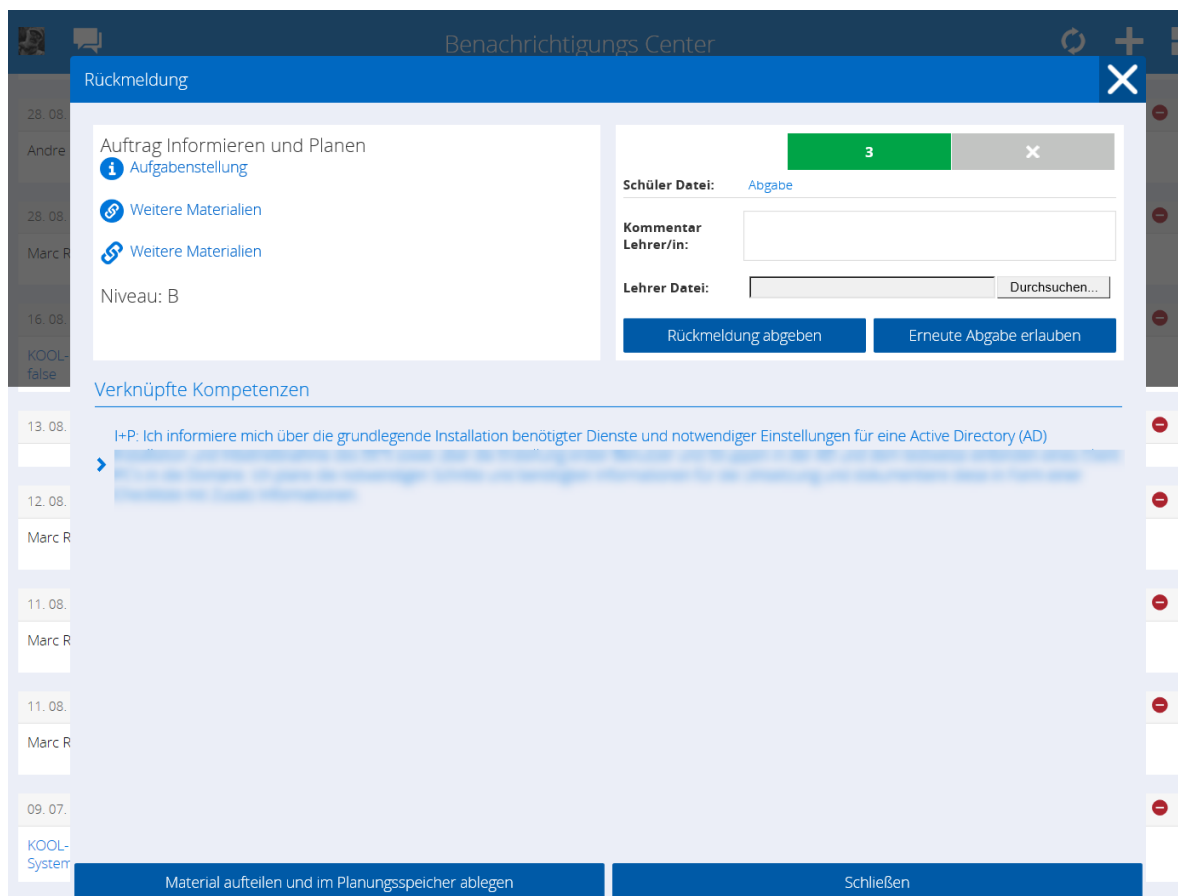 Benachrichtigungs Center
Rückmeldung
28. 08.
Andre
28. 08.
Marc R
16. 08.
KOOL-
false
13. 08.
12. 08.
Marc R
11. 08.
Marc R
11. 08.
Marc R
09. 07.
KOOL-
System
Auftrag Informieren und Planen
Aufgabenstellung
Weitere Materialien
Weitere Materialien
Niveau: B
3
Schüler Datei: Abgabe
Kommentar
Lehrer/in:
Lehrer Datei: Durchsuchen...
Rückmeldung abgeben Erneute Abgabe erlauben
Verknüpfte Kompetenzen
I+P: Ich informiere mich über die grundlegende Installation benötigter Dienste und notwendiger Einstellungen für eine Active Directory (AD)
Material aufteilen und im Planungsspeicher ablegen Schließen